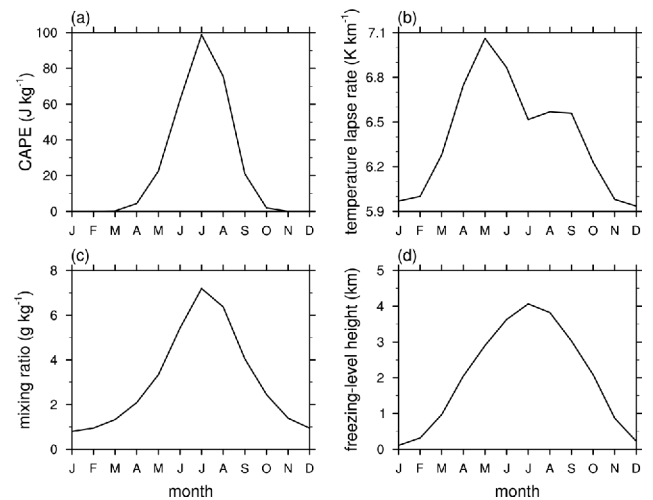 (a)
CAPE (J kg⁻¹)
100
80
60
40
20
0
J F M A M J J A S O N D
(b)
temperature lapse rate (K km⁻¹)
7.1
6.8
6.5
6.2
5.9
J F M A M J J A S O N D
(c)
mixing ratio (g kg⁻¹)
8
6
4
2
0
J F M A M J J A S O N D
month
(d)
freezing-level height (km)
5
4
3
2
1
0
J F M A M J J A S O N D
month